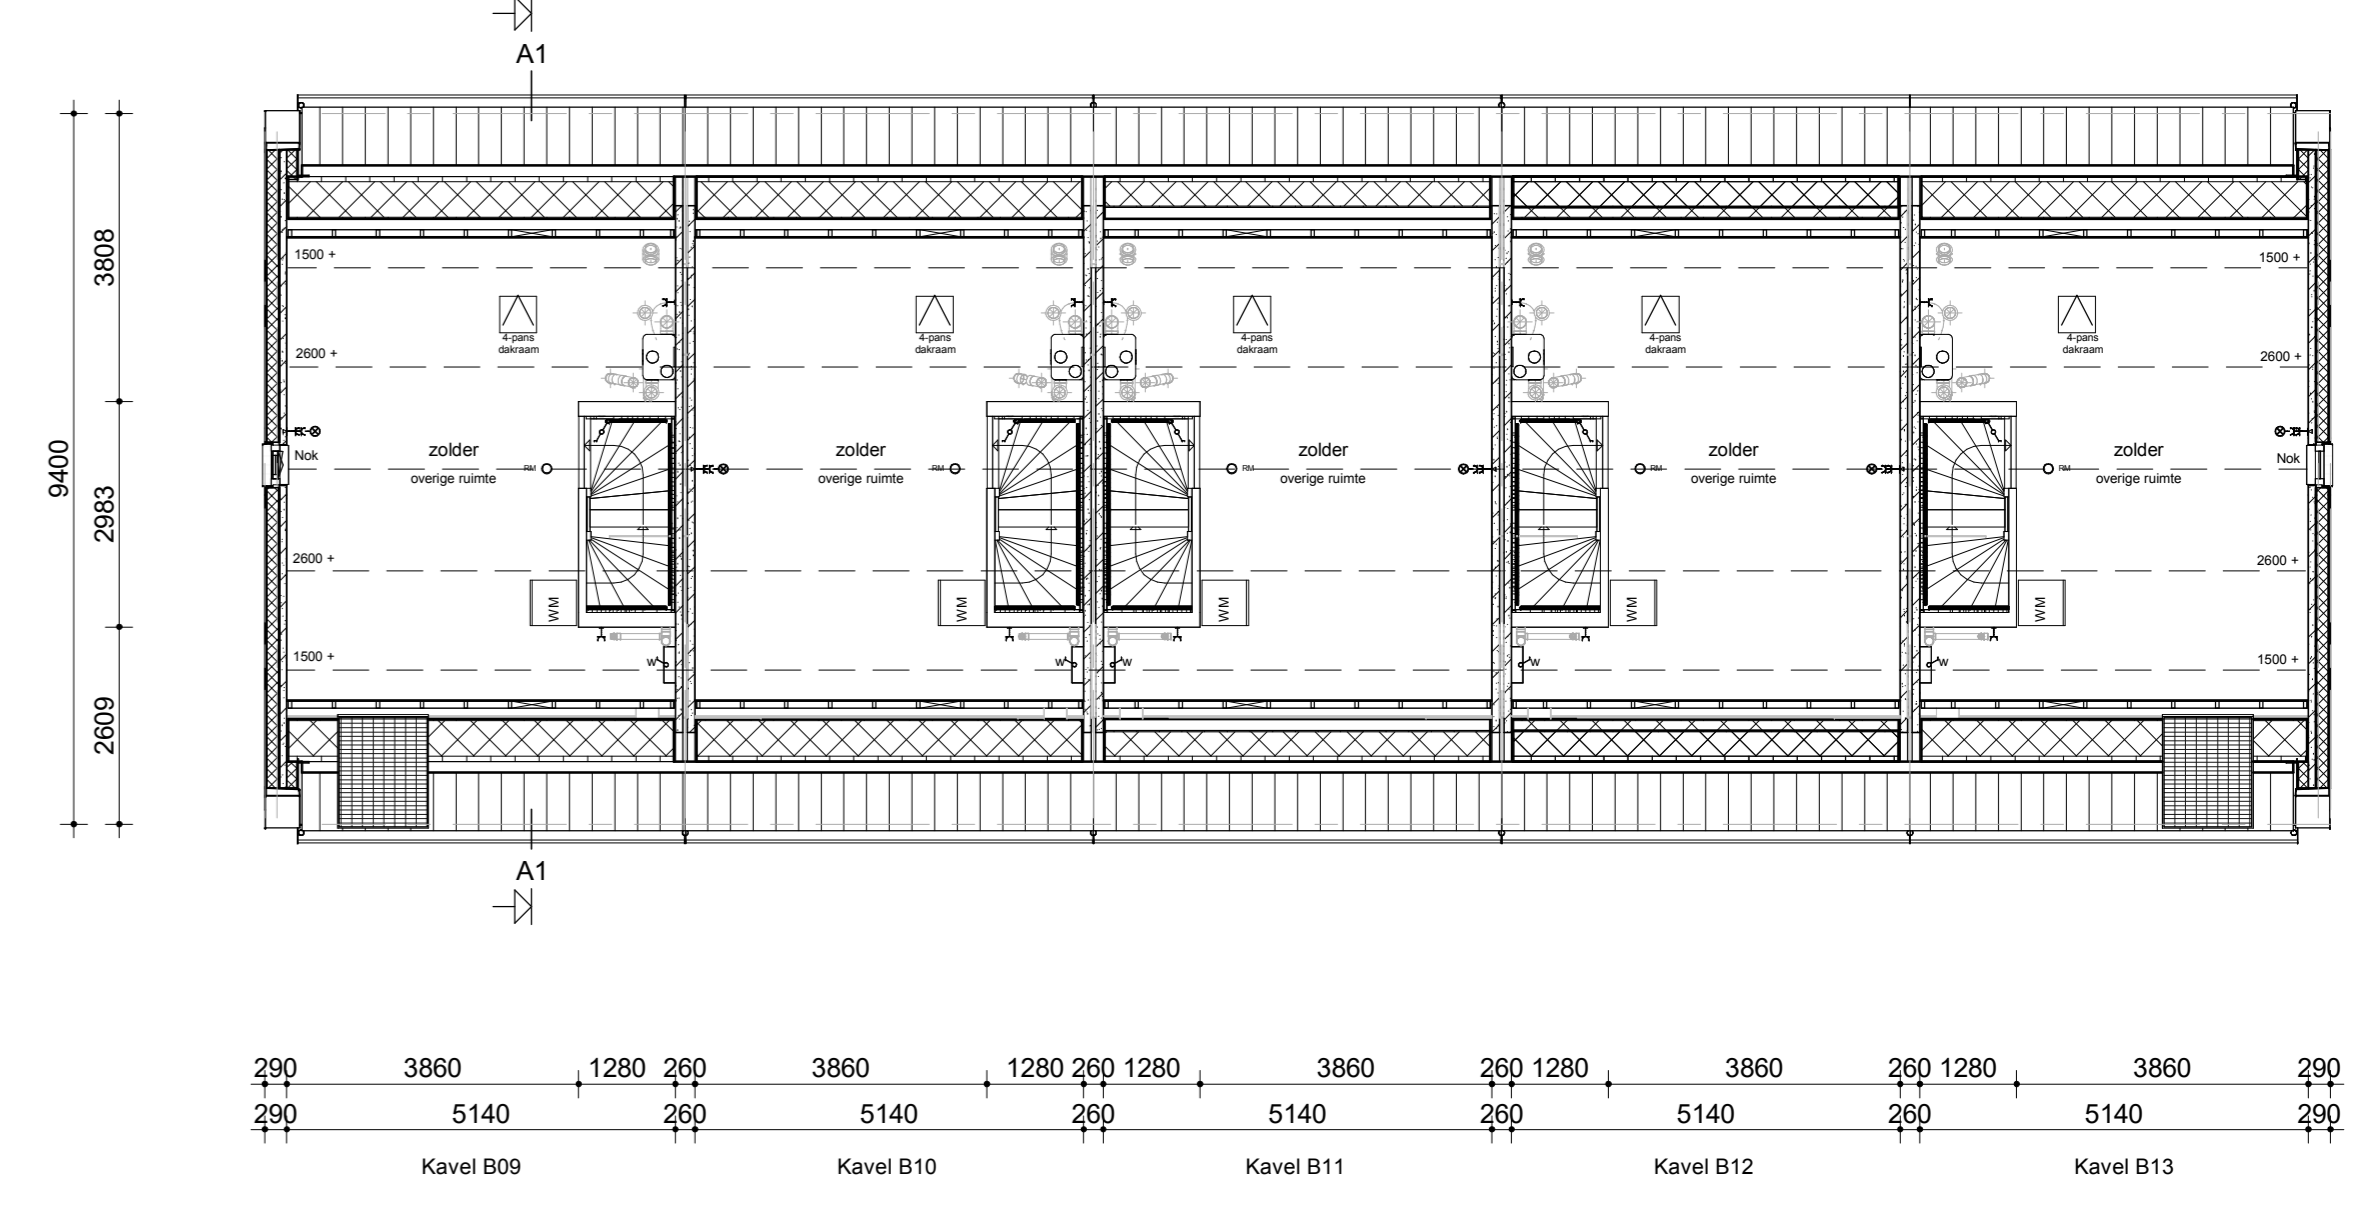 A1
1500 +
1500 +
4-pans
dakraam
4-pans
dakraam
4-pans
dakraam
4-pans
dakraam
4-pans
dakraam
2600 +
2600 +
3808
9400
2983
2609
Nok
zolder
overige ruimte
RM
zolder
overige ruimte
RM
RM
zolder
overige ruimte
RM
zolder
overige ruimte
RM
zolder
overige ruimte
Nok
2600 +
2600 +
WM
WM
WM
WM
WM
1500 +
W
W
W
W
W
1500 +
A1
290 3860 1280 260 3860 1280 260 1280 3860 260 1280 3860 260 1280 3860 290
290 5140 260 5140 260 5140 260 5140 260 5140 290
Kavel B09 Kavel B10 Kavel B11 Kavel B12 Kavel B13